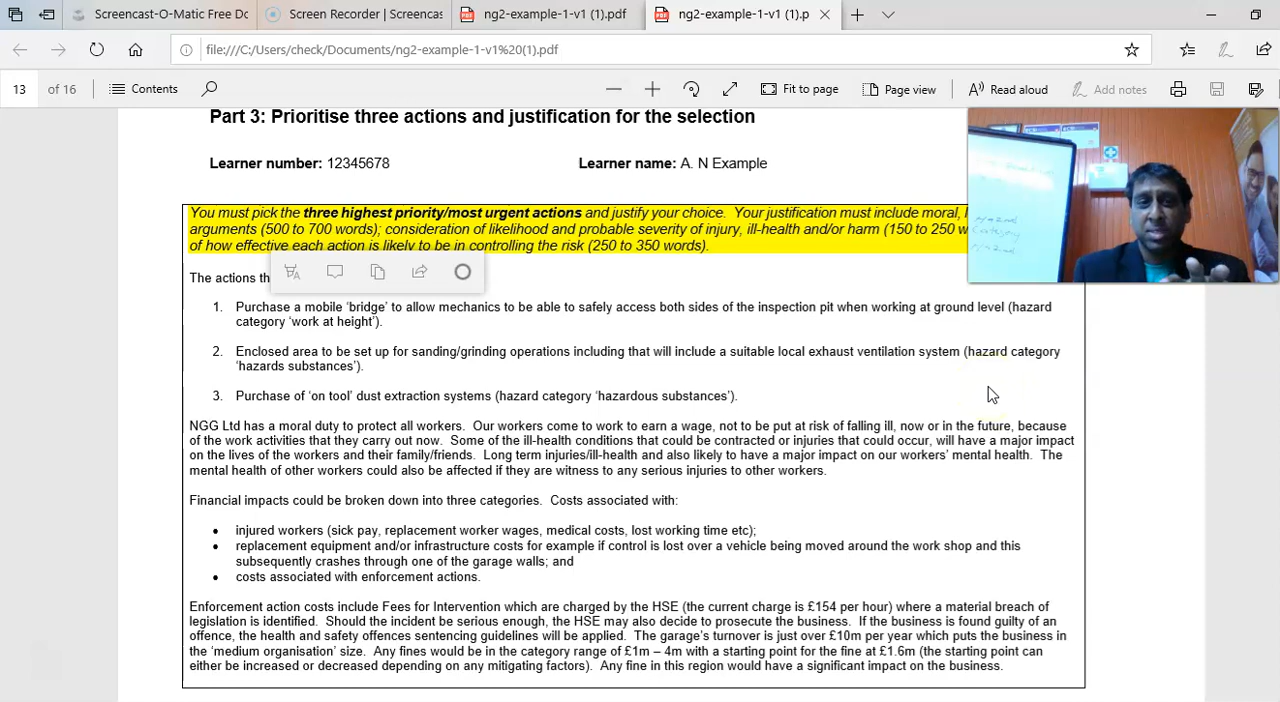 Screencast-O-Matic Free Dc
Screen Recorder | Screencas
ng2-example-1-v1 (1).pdf
ng2-example-1-v1 (1).p
file:///C:/Users/check/Documents/ng2-example-1-v1%20(1).pdf
13 of 16
Contents
Fit to page
Page view
Read aloud
Add notes
Part 3: Prioritise three actions and justification for the selection
Learner number: 12345678
Learner name: A. N Example
You must pick the three highest priority/most urgent actions and justify your choice. Your justification must include moral,
arguments (500 to 700 words); consideration of likelihood and probable severity of injury, ill-health and/or harm (150 to 250 w
of how effective each action is likely to be in controlling the risk (250 to 350 words).
The actions th
1. Purchase a mobile ‘bridge’ to allow mechanics to be able to safely access both sides of the inspection pit when working at ground level (hazard
category ‘work at height’).
2. Enclosed area to be set up for sanding/grinding operations including that will include a suitable local exhaust ventilation system (hazard category
‘hazards substances’).
3. Purchase of ‘on tool’ dust extraction systems (hazard category ‘hazardous substances’).
NGG Ltd has a moral duty to protect all workers. Our workers come to work to earn a wage, not to be put at risk of falling ill, now or in the future, because
of the work activities that they carry out now. Some of the ill-health conditions that could be contracted or injuries that could occur, will have a major impact
on the lives of the workers and their family/friends. Long term injuries/ill-health and also likely to have a major impact on our workers’ mental health. The
mental health of other workers could also be affected if they are witness to any serious injuries to other workers.
Financial impacts could be broken down into three categories. Costs associated with:
• injured workers (sick pay, replacement worker wages, medical costs, lost working time etc);
• replacement equipment and/or infrastructure costs for example if control is lost over a vehicle being moved around the work shop and this
subsequently crashes through one of the garage walls; and
• costs associated with enforcement actions.
Enforcement action costs include Fees for Intervention which are charged by the HSE (the current charge is £154 per hour) where a material breach of
legislation is identified. Should the incident be serious enough, the HSE may also decide to prosecute the business. If the business is found guilty of an
offence, the health and safety offences sentencing guidelines will be applied. The garage’s turnover is just over £10m per year which puts the business in
the ‘medium organisation’ size. Any fines would be in the category range of £1m – 4m with a starting point for the fine at £1.6m (the starting point can
either be increased or decreased depending on any mitigating factors). Any fine in this region would have a significant impact on the business.